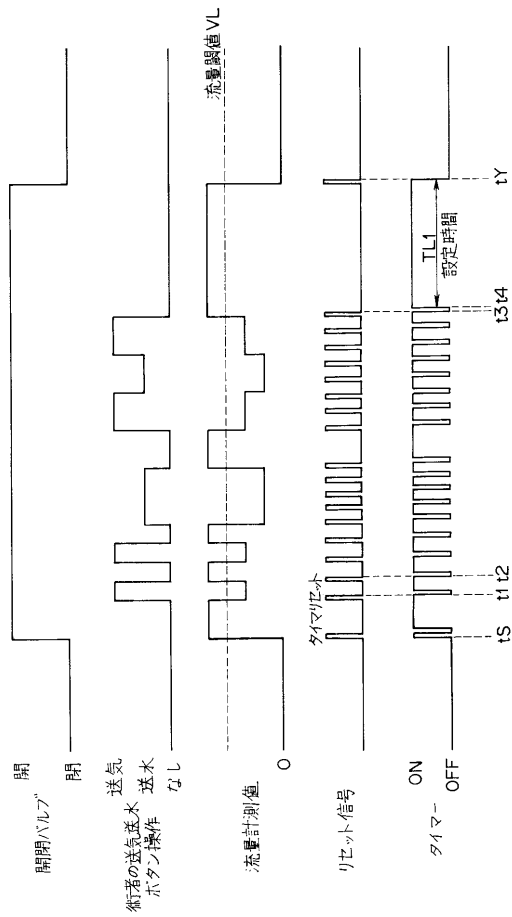 開閉バルブ
開
閉
術者の送気送水
ボタン操作
送気
送水
なし
流量計測値
0
流量閾値VL
リセット信号
タイマリセット
タイマー
ON
OFF
TL1
設定時間
tS
t1
t2
t3
t4
tY